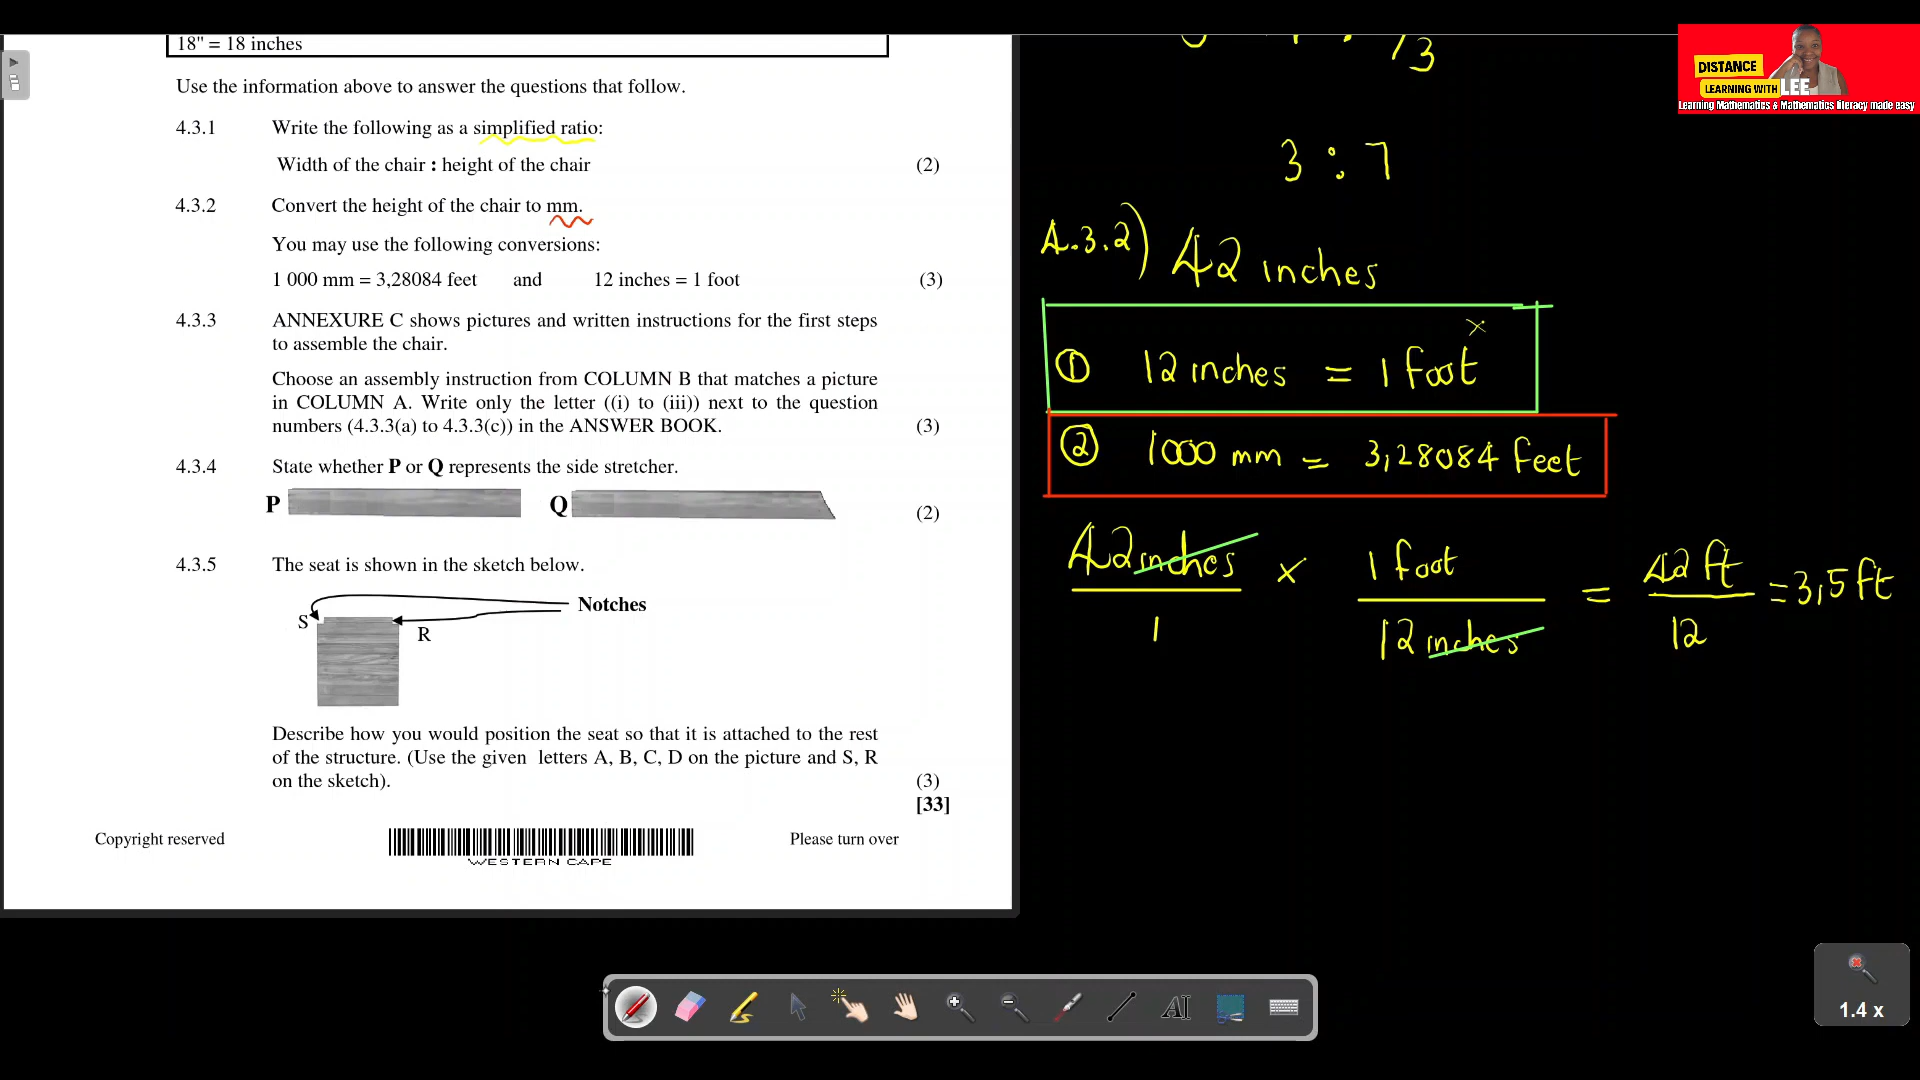 18" = 18 inches
Use the information above to answer the questions that follow.
4.3.1 Write the following as a simplified ratio:
Width of the chair : height of the chair (2)
4.3.2 Convert the height of the chair to mm.
You may use the following conversions:
1 000 mm = 3,28084 feet and 12 inches = 1 foot (3)
4.3.3 ANNEXURE C shows pictures and written instructions for the first steps
to assemble the chair.
Choose an assembly instruction from COLUMN B that matches a picture
in COLUMN A. Write only the letter ((i) to (iii)) next to the question
numbers (4.3.3(a) to 4.3.3(c)) in the ANSWER BOOK. (3)
4.3.4 State whether P or Q represents the side stretcher.
P Q (2)
4.3.5 The seat is shown in the sketch below.
Notches
S R
Describe how you would position the seat so that it is attached to the rest
of the structure. (Use the given letters A, B, C, D on the picture and S, R
on the sketch). (3)
[33]
Copyright reserved Please turn over
WESTERN CAPE
3 : 7
4.3.2) 42 inches
① 12 inches = 1 foot
x
② 1000 mm = 3,28084 feet
42 inches / 1 x 1 foot / 12 inches = 42 ft / 12 = 3,5 ft
DISTANCE
LEARNING WITH LEE
Learning Mathematics & Mathematics literacy made easy
AI
1.4 x